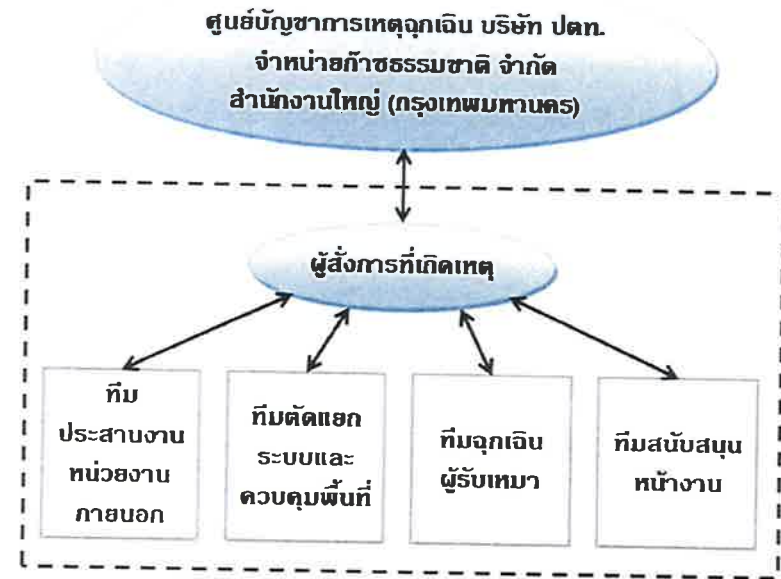 ศูนย์บัญชาการเหตุฉุกเฉิน บริษัท ปตท.
จำหน่ายก๊าซธรรมชาติ จำกัด
สำนักงานใหญ่ (กรุงเทพมหานคร)
ผู้สั่งการที่เกิดเหตุ
ทีม
ประสานงาน
หน่วยงาน
ภายนอก
ทีมตัดแยก
ระบบและ
ควบคุมพื้นที่
ทีมฉุกเฉิน
ผู้รับเหมา
ทีมสนับสนุน
หน้างาน